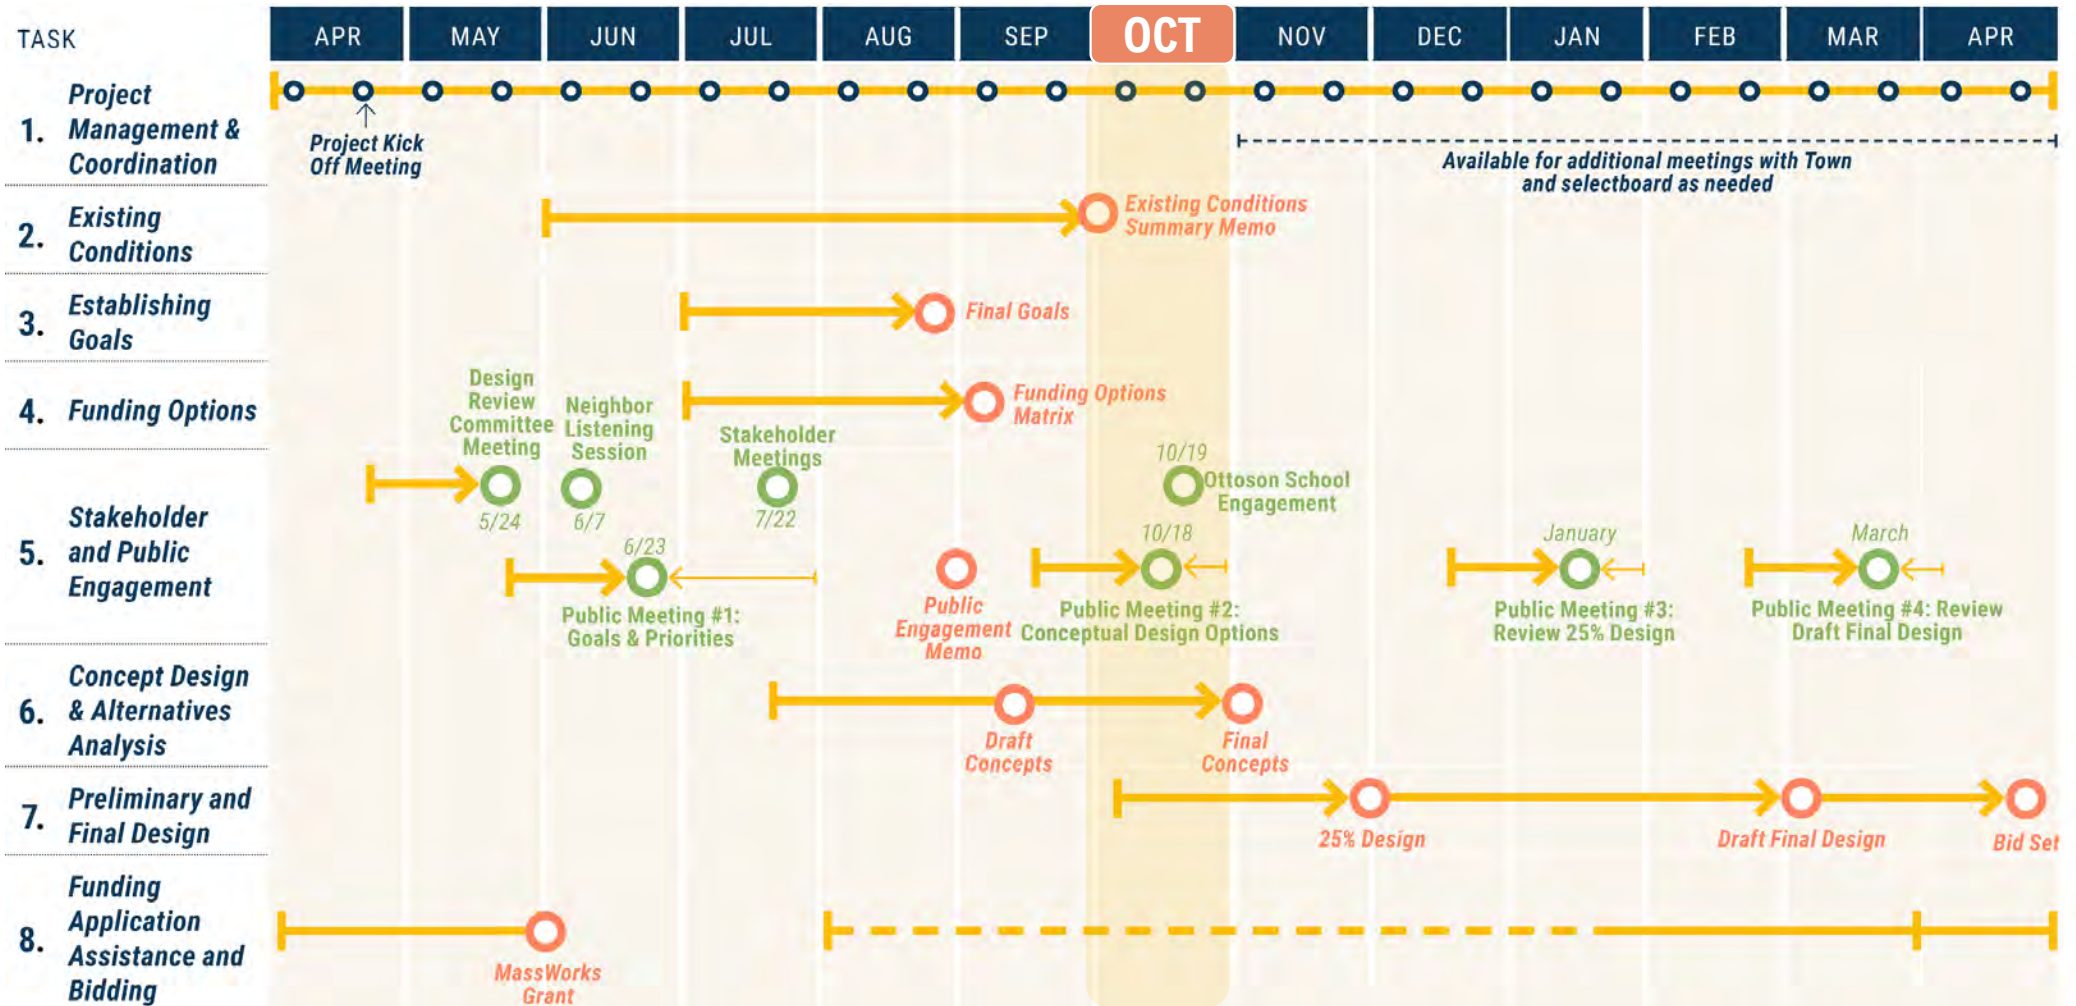 TASK
APR
MAY
JUN
JUL
AUG
SEP
OCT
NOV
DEC
JAN
FEB
MAR
APR
1.
Project
Management &
Coordination
Project Kick
Off Meeting
Available for additional meetings with Town
and selectboard as needed
2.
Existing
Conditions
Existing Conditions
Summary Memo
3.
Establishing
Goals
Final Goals
4.
Funding Options
Funding Options
Matrix
5.
Stakeholder
and Public
Engagement
Design
Review
Committee
Meeting
5/24
Neighbor
Listening
Session
6/7
Stakeholder
Meetings
7/22
10/19
Ottoson School
Engagement
6/23
Public Meeting #1:
Goals & Priorities
Public
Engagement
Memo
10/18
Public Meeting #2:
Conceptual Design Options
January
Public Meeting #3:
Review 25% Design
March
Public Meeting #4: Review
Draft Final Design
6.
Concept Design
& Alternatives
Analysis
Draft
Concepts
Final
Concepts
7.
Preliminary and
Final Design
25% Design
Draft Final Design
Bid Set
8.
Funding
Application
Assistance and
Bidding
MassWorks
Grant